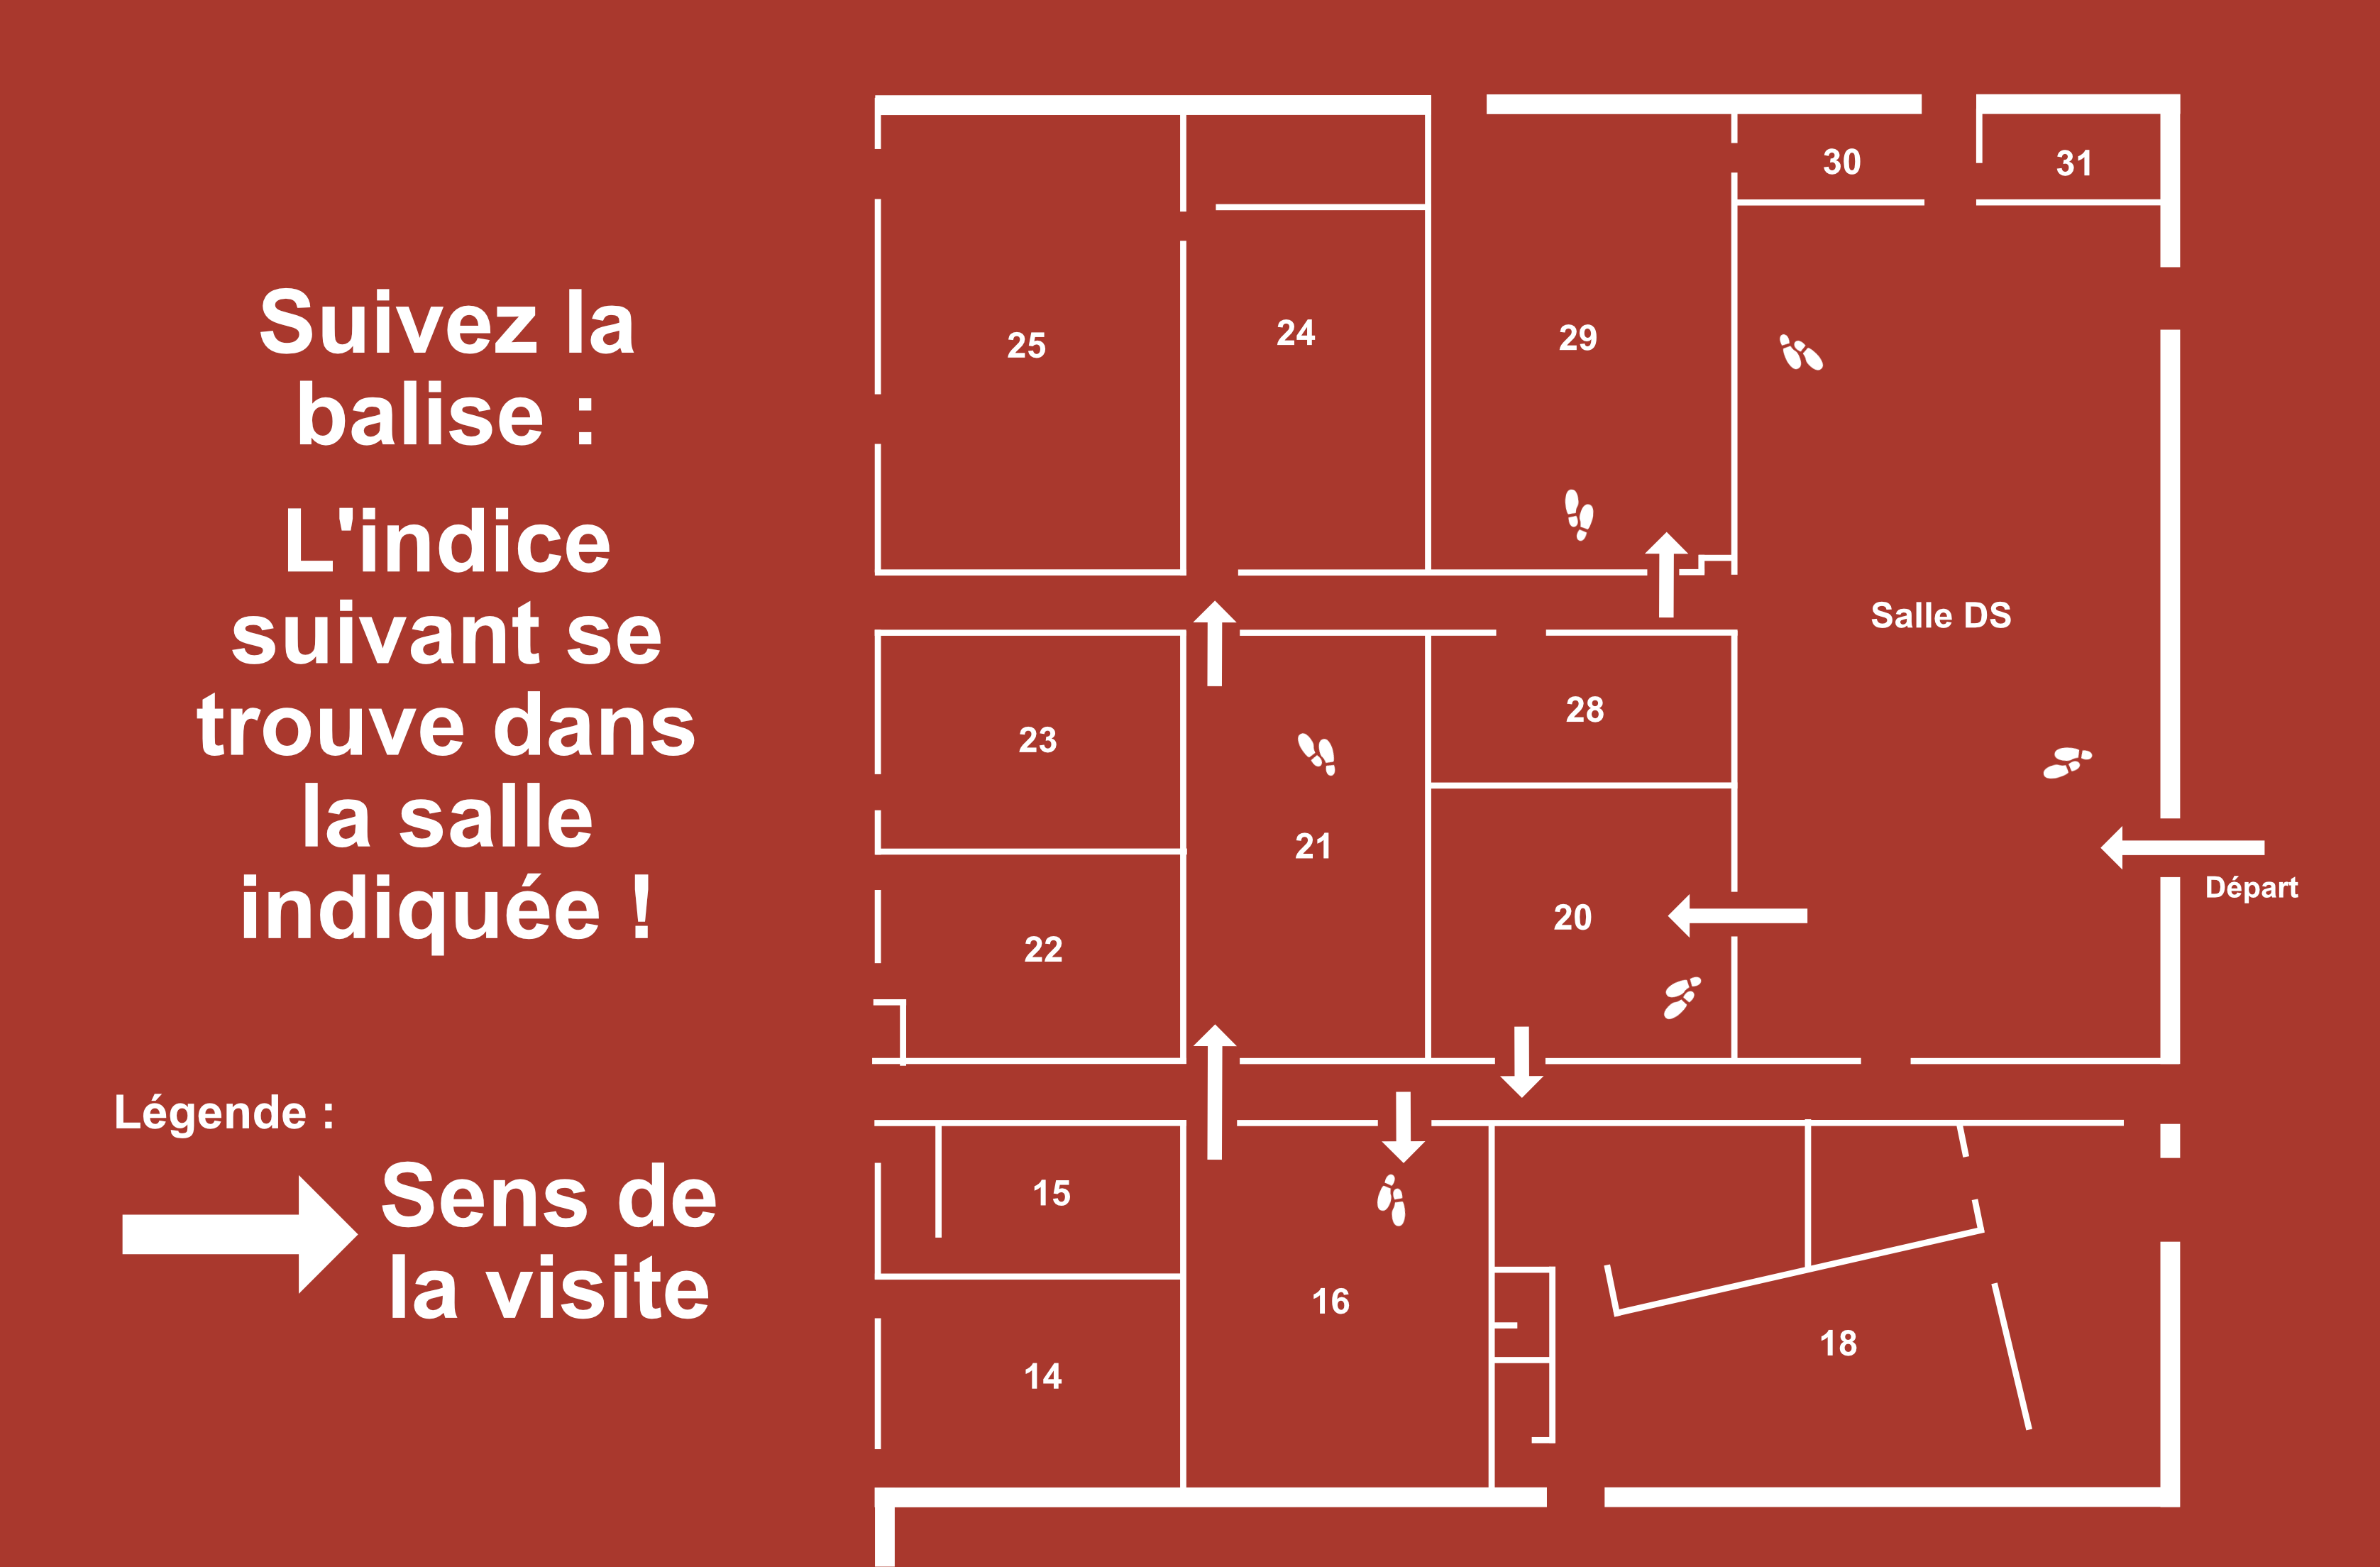 Suivez la
balise :
L'indice
suivant se
trouve dans
la salle
indiquée !
Légende :
Sens de
la visite
30
31
25
24
29
Salle DS
28
23
21
Départ
20
22
15
16
18
14